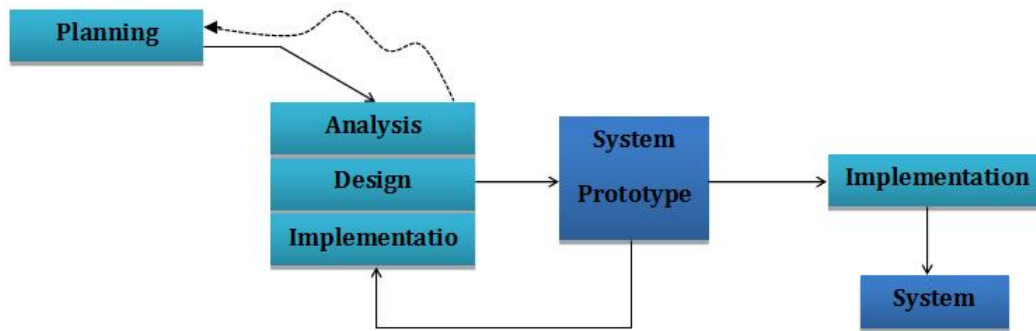 Planning
Analysis
Design
Implementatio
System
Prototype
Implementation
System